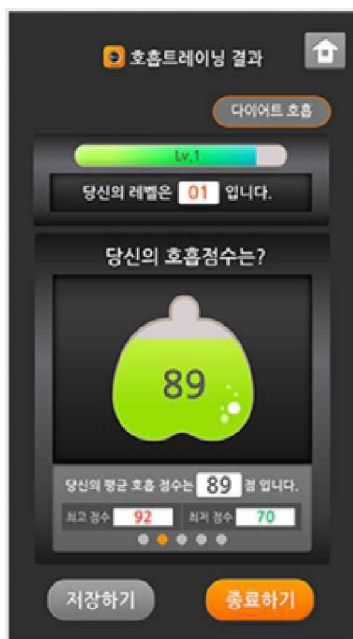 호흡트레이닝 결과
다이어트 호흡
Lv.1
당신의 레벨은 01 입니다.
당신의 호흡점수는?
89
당신의 평균 호흡 점수는 89 점 입니다.
최고 점수 92 최저 점수 70
저장하기 종료하기